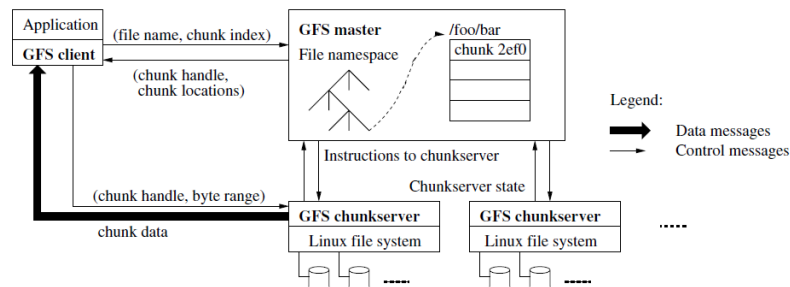 Application
GFS client
(file name, chunk index)
(chunk handle,
chunk locations)
GFS master
File namespace
/foo/bar
chunk 2ef0
Legend:
Data messages
Control messages
Instructions to chunkserver
Chunkserver state
(chunk handle, byte range)
chunk data
GFS chunkserver
Linux file system
GFS chunkserver
Linux file system